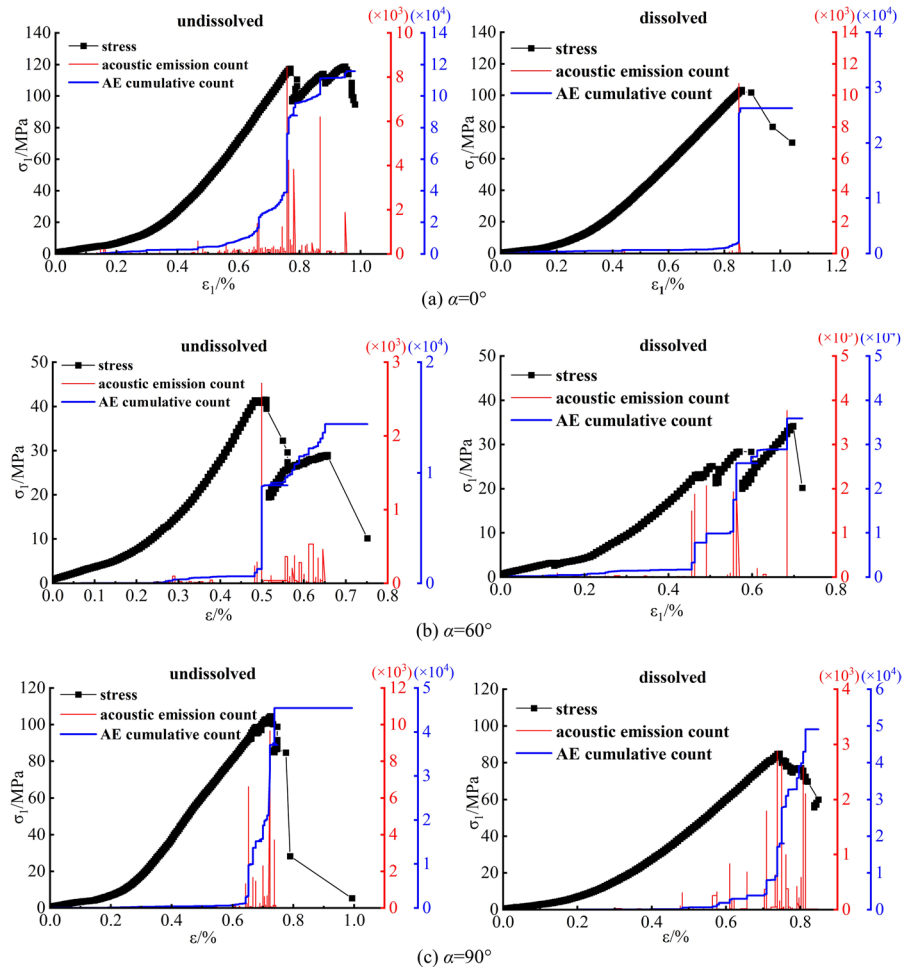 undissolved
(×10³)(×10⁴)
stress
acoustic emission count
AE cumulative count
σ₁/MPa
140
120
100
80
60
40
20
0
0.0 0.2 0.4 0.6 0.8 1.0
ε₁/%
10
8
6
4
2
0
14
12
10
8
6
4
2
0
dissolved
(×10³)(×10⁴)
stress
acoustic emission count
AE cumulative count
σ₁/MPa
140
120
100
80
60
40
20
0
0.0 0.2 0.4 0.6 0.8 1.0 1.2
ε₁/%
14
12
10
8
6
4
2
0
4
3
2
1
0
(a) α=0°
undissolved
(×10³)(×10⁴)
stress
acoustic emission count
AE cumulative count
σ₁/MPa
50
40
30
20
10
0
0.0 0.1 0.2 0.3 0.4 0.5 0.6 0.7 0.8
ε/%
3
2
1
0
2
1
0
dissolved
stress
acoustic emission count
AE cumulative count
σ₁/MPa
50
40
30
20
10
0
0.0 0.2 0.4 0.6 0.8
ε₁/%
5
4
3
2
1
0
5
4
3
2
1
0
(b) α=60°
undissolved
(×10³)(×10⁴)
stress
acoustic emission count
AE cumulative count
σ₁/MPa
120
100
80
60
40
20
0
0.0 0.2 0.4 0.6 0.8 1.0
ε/%
12
10
8
6
4
2
0
5
4
3
2
1
0
dissolved
(×10³)(×10⁴)
stress
acoustic emission count
AE cumulative count
σ₁/MPa
120
100
80
60
40
20
0
0.0 0.2 0.4 0.6 0.8
ε/%
4
3
2
1
0
6
5
4
3
2
1
0
(c) α=90°